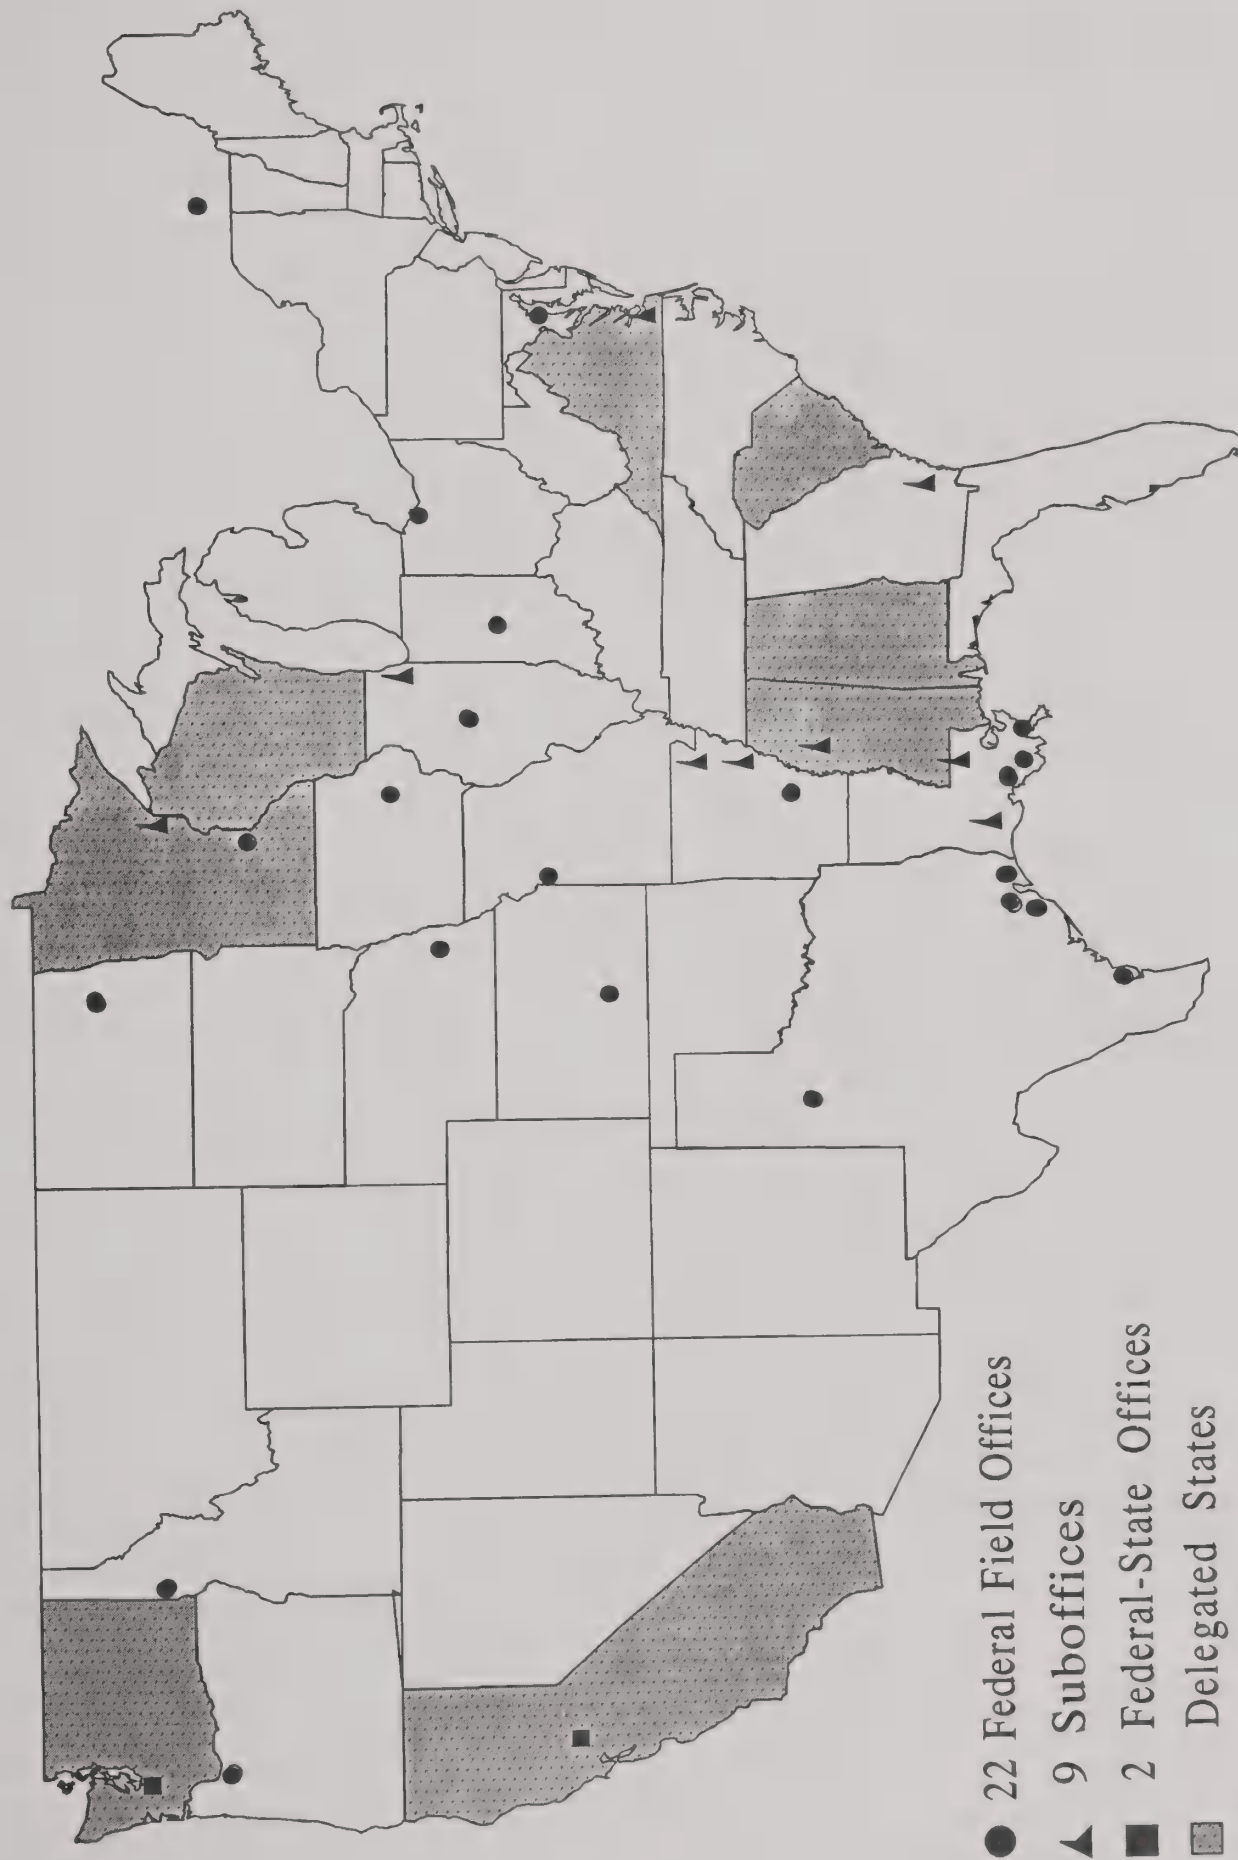 22 Federal Field Offices
9 Suboffices
2 Federal-State Offices
Delegated States